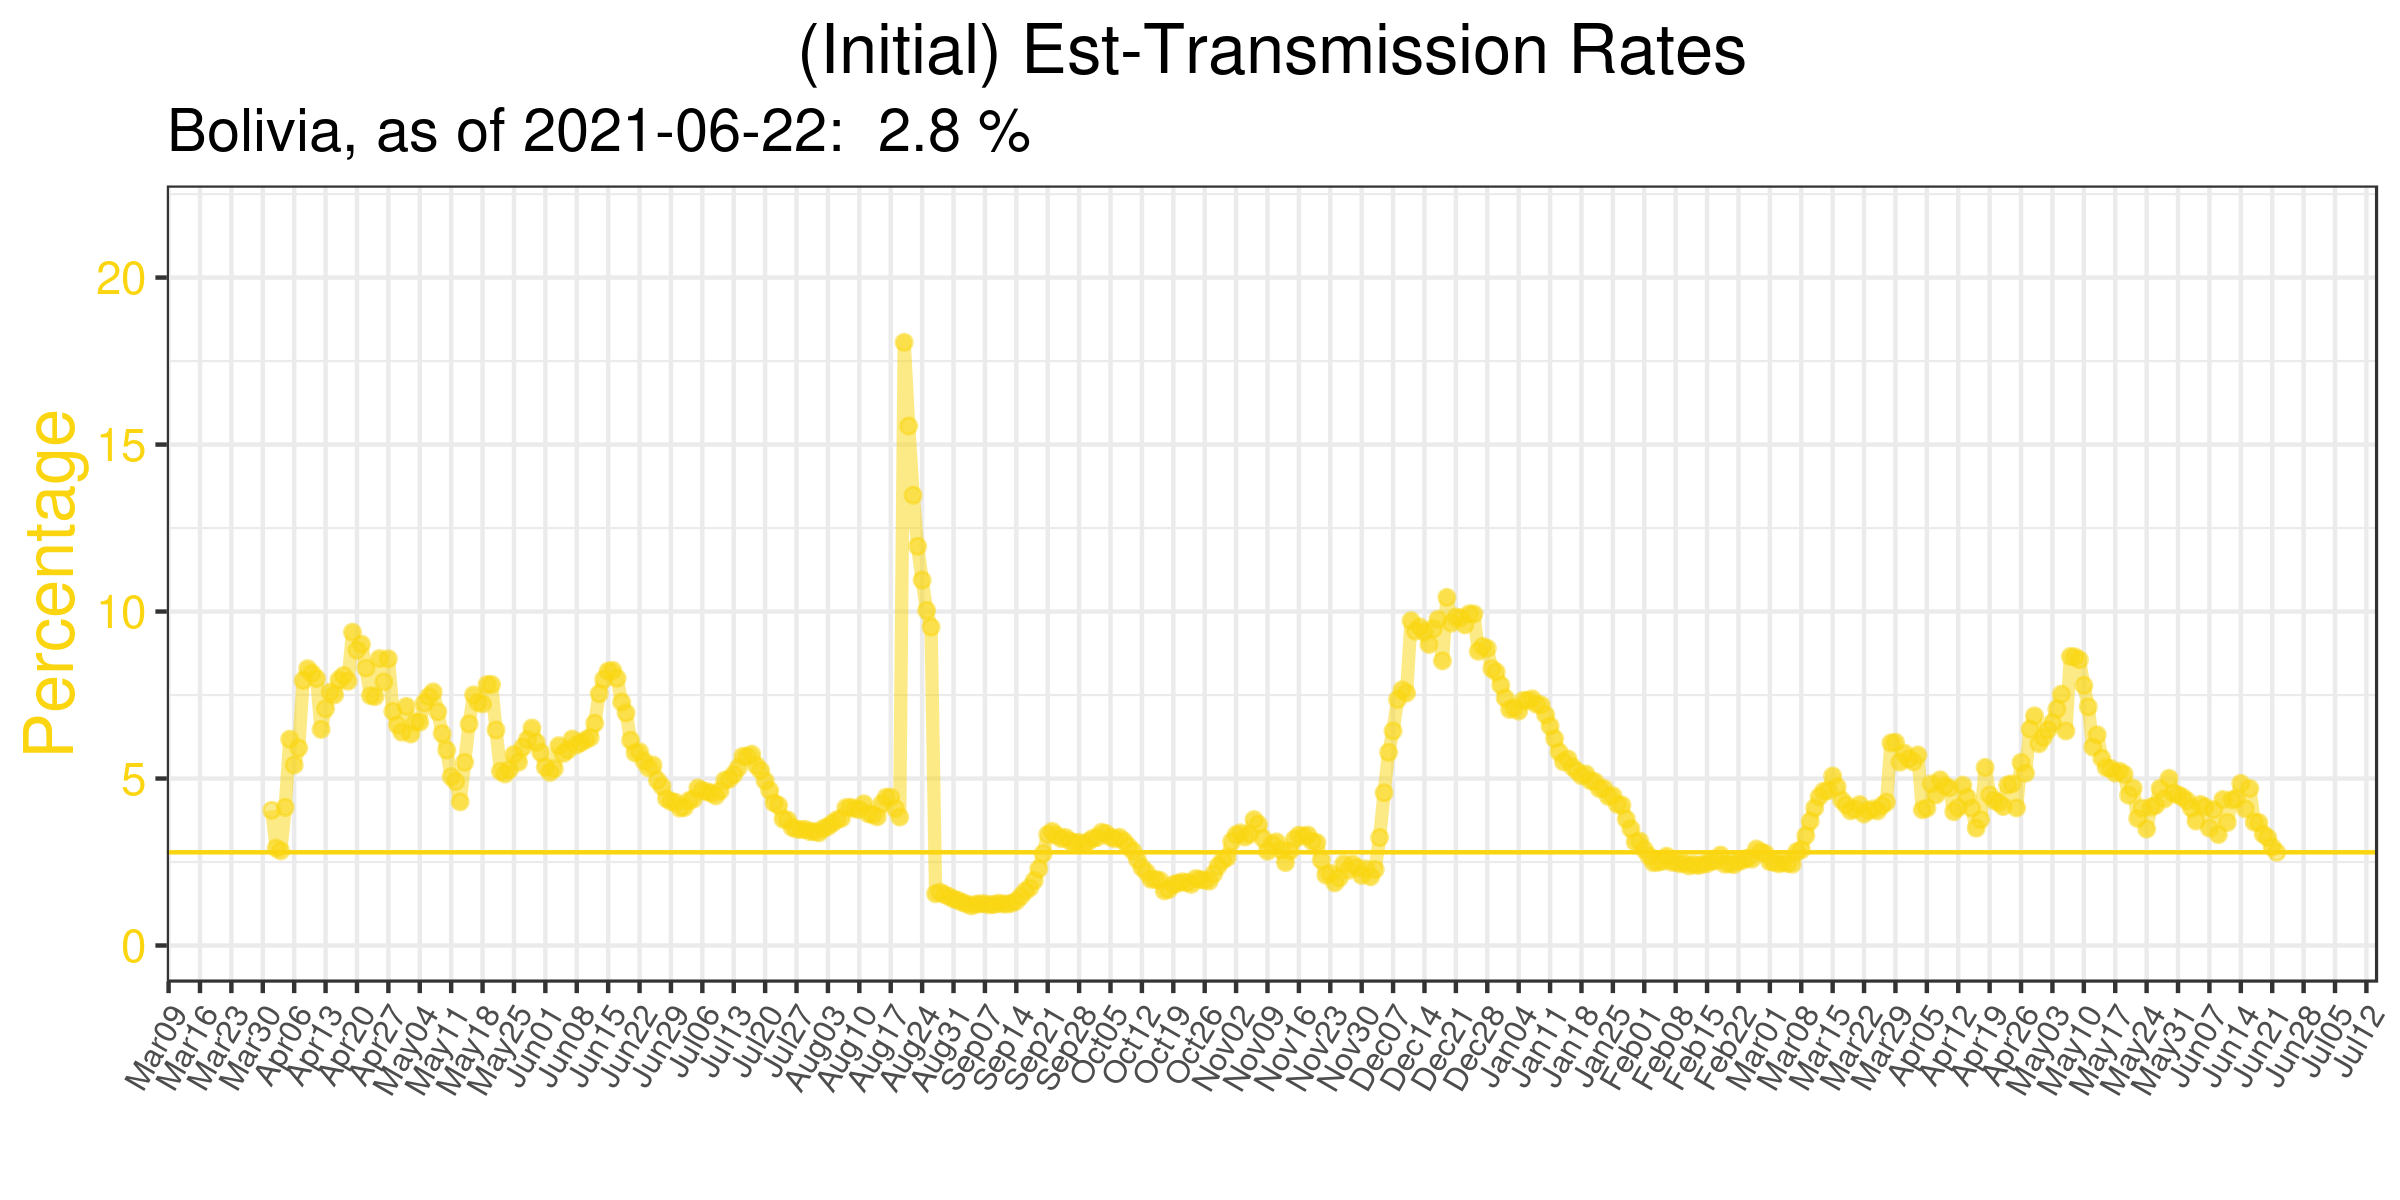 (Initial) Est-Transmission Rates
Bolivia, as of 2021-06-22: 2.8 %
Percentage
20
15
10
5
0
Mar09
Mar16
Mar23
Mar30
Apr06
Apr13
Apr20
Apr27
May04
May11
May18
May25
Jun01
Jun08
Jun15
Jun22
Jun29
Jul06
Jul13
Jul20
Jul27
Aug03
Aug10
Aug17
Aug24
Aug31
Sep07
Sep14
Sep21
Sep28
Oct05
Oct12
Oct19
Oct26
Nov02
Nov09
Nov16
Nov23
Nov30
Dec07
Dec14
Dec21
Dec28
Jan04
Jan11
Jan18
Jan25
Feb01
Feb08
Feb15
Feb22
Mar01
Mar08
Mar15
Mar22
Mar29
Apr05
Apr12
Apr19
Apr26
May03
May10
May17
May24
May31
Jun07
Jun14
Jun21
Jun28
Jul05
Jul12